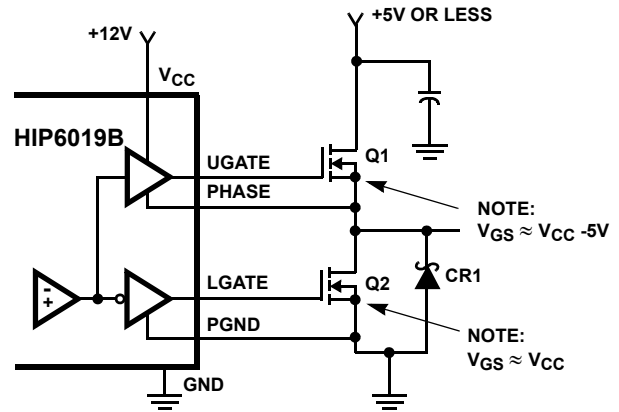 +5V OR LESS
+12V
VCC
HIP6019B
UGATE
Q1
PHASE
NOTE:
VGS ≈ VCC -5V
LGATE
Q2
CR1
- 
+
PGND
NOTE:
VGS ≈ VCC
GND